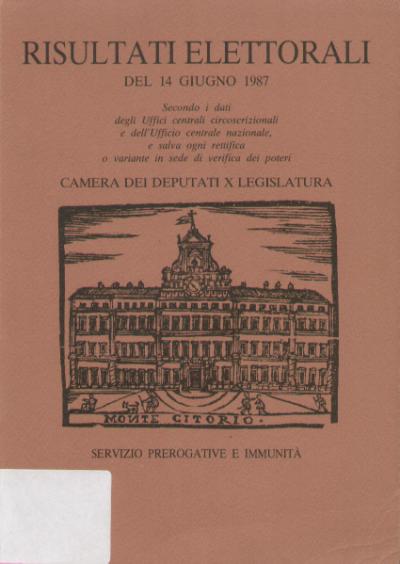 RISULTATI ELETTORALI
DEL 14 GIUGNO 1987
Secondo i dati
degli Uffici centrali circoscrizionali
e dell'Ufficio centrale nazionale,
e salva ogni rettifica
o variante in sede di verifica dei poteri
CAMERA DEI DEPUTATI X LEGISLATURA
MONTE CITORIO.
SERVIZIO PREROGATIVE E IMMUNITÀ